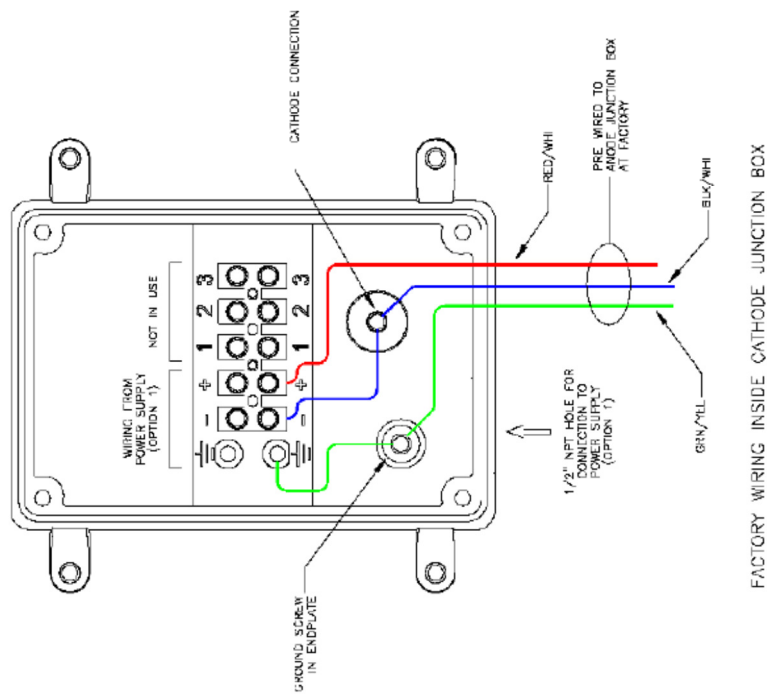 CATHODE CONNECTION
NOT IN USE
WIRING FROM
POWER SUPPLY
(OPTION 1)
3
2
1
+
-
3
2
1
+
-
RED/WHI
PRE WIRED TO
ANODE JUNCTION BOX
AT FACTORY
BLK/WHI
GRN/YEL
1/2" NPT HOLE FOR
CONNECTION TO
POWER SUPPLY
(OPTION 1)
GROUND SCREW
IN ENDPLATE
FACTORY WIRING INSIDE CATHODE JUNCTION BOX